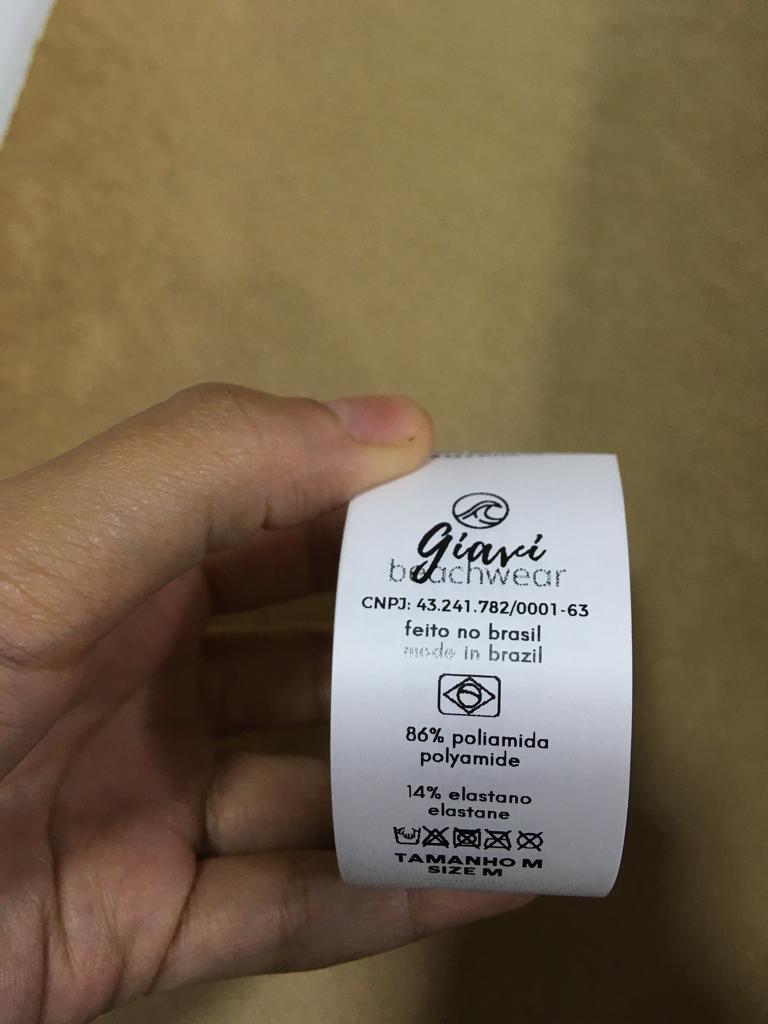 giavi
beachwear
CNPJ: 43.241.782/0001-63
feito no brasil
made in brazil
86% poliamida
polyamide
14% elastano
elastane
TAMANHO M
SIZE M